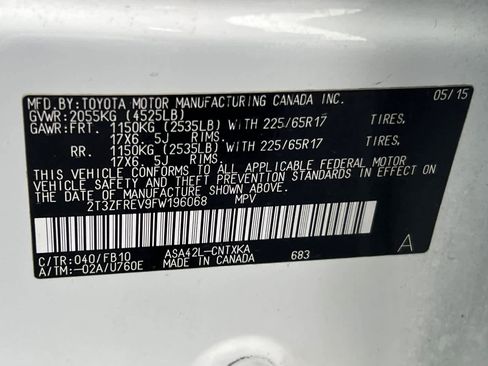 MFD.BY:TOYOTA MOTOR MANUFACTURING CANADA INC. 05/15
GVWR:2055KG (4525LB)
GAWR:FRT. 1150KG (2535LB) WITH 225/65R17 TIRES,
17X6. 5J RIMS.
RR. 1150KG (2535LB) WITH 225/65R17 TIRES,
17X6. 5J RIMS.
THIS VEHICLE CONFORMS TO ALL APPLICABLE FEDERAL MOTOR
VEHICLE SAFETY AND THEFT PREVENTION STANDARDS IN EFFECT ON
THE DATE OF MANUFACTURE SHOWN ABOVE.
2T3ZFREV9FW196068 MPV
C/TR:040/FB10 ASA42L-CNTXKA A
A/TM:-02A/U760E MADE IN CANADA 683